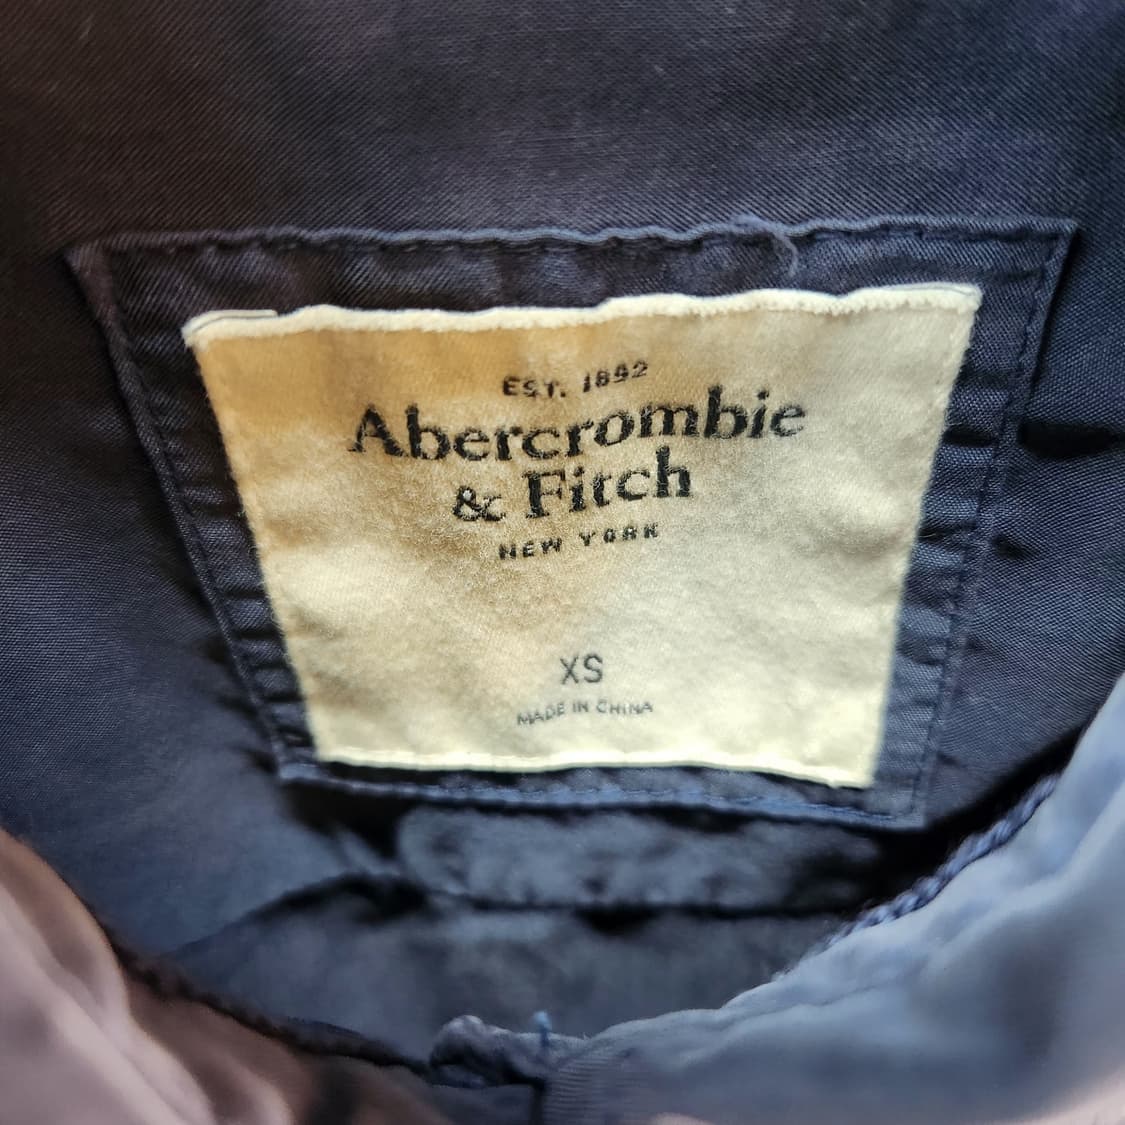 EST. 1892
Abercrombie
& Fitch
NEW YORK
XS
MADE IN CHINA